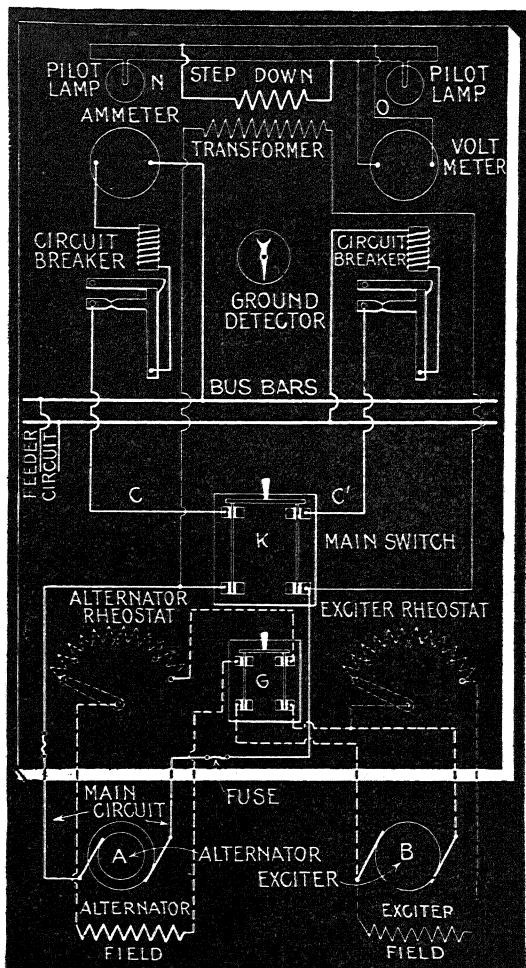 PILOT
LAMP
N
STEP DOWN
O
PILOT
LAMP
AMMETER
TRANSFORMER
VOLT
METER
CIRCUIT
BREAKER
GROUND
DETECTOR
CIRCUIT
BREAKER
BUS BARS
FEEDER
CIRCUIT
C
C'
K
MAIN SWITCH
ALTERNATOR
RHEOSTAT
EXCITER RHEOSTAT
G
FUSE
MAIN
CIRCUIT
A
ALTERNATOR
EXCITER
B
ALTERNATOR
FIELD
EXCITER
FIELD